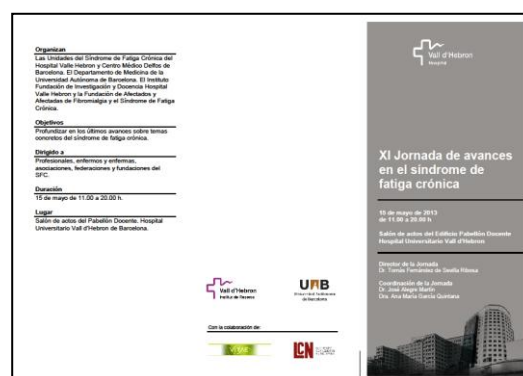 Organizan
Las Unidades del Síndrome de Fatiga Crónica del
Hospital Valle Hebron y Centro Médico Delfos de
Barcelona. El Departamento de Medicina de la
Universidad Autónoma de Barcelona. El Instituto
Fundación de Investigación y Docencia Hospital
Valle Hebron y la Fundación de Afectados y
Afectadas de Fibromialgia y el Síndrome de Fatiga
Crónica.
Objetivos
Profundizar en los últimos avances sobre temas
concretos del síndrome de fatiga crónica.
Dirigido a
Profesionales, enfermos y enfermas,
asociaciones, federaciones y fundaciones del
SFC.
Duración
15 de mayo de 11.00 a 20.00 h.
Lugar
Salón de actos del Pabellón Docente. Hospital
Universitario Vall d'Hebron de Barcelona.
Vall d'Hebron
Institut de Recerca
UAB
Universitat Autònoma
de Barcelona
Con la colaboración de:
LCN
Vall d'Hebron
Hospital
XI Jornada de avances
en el síndrome de
fatiga crónica
15 de mayo de 2013
de 11.00 a 20.00 h
Salón de actos del Edificio Pabellón Docente
Hospital Universitario Vall d'Hebron
Director de la Jornada
Dr. Tomás Fernández de Sevilla Ribosa
Coordinación de la Jornada
Dr. José Alegre Martín
Dra. Ana María García Quintana